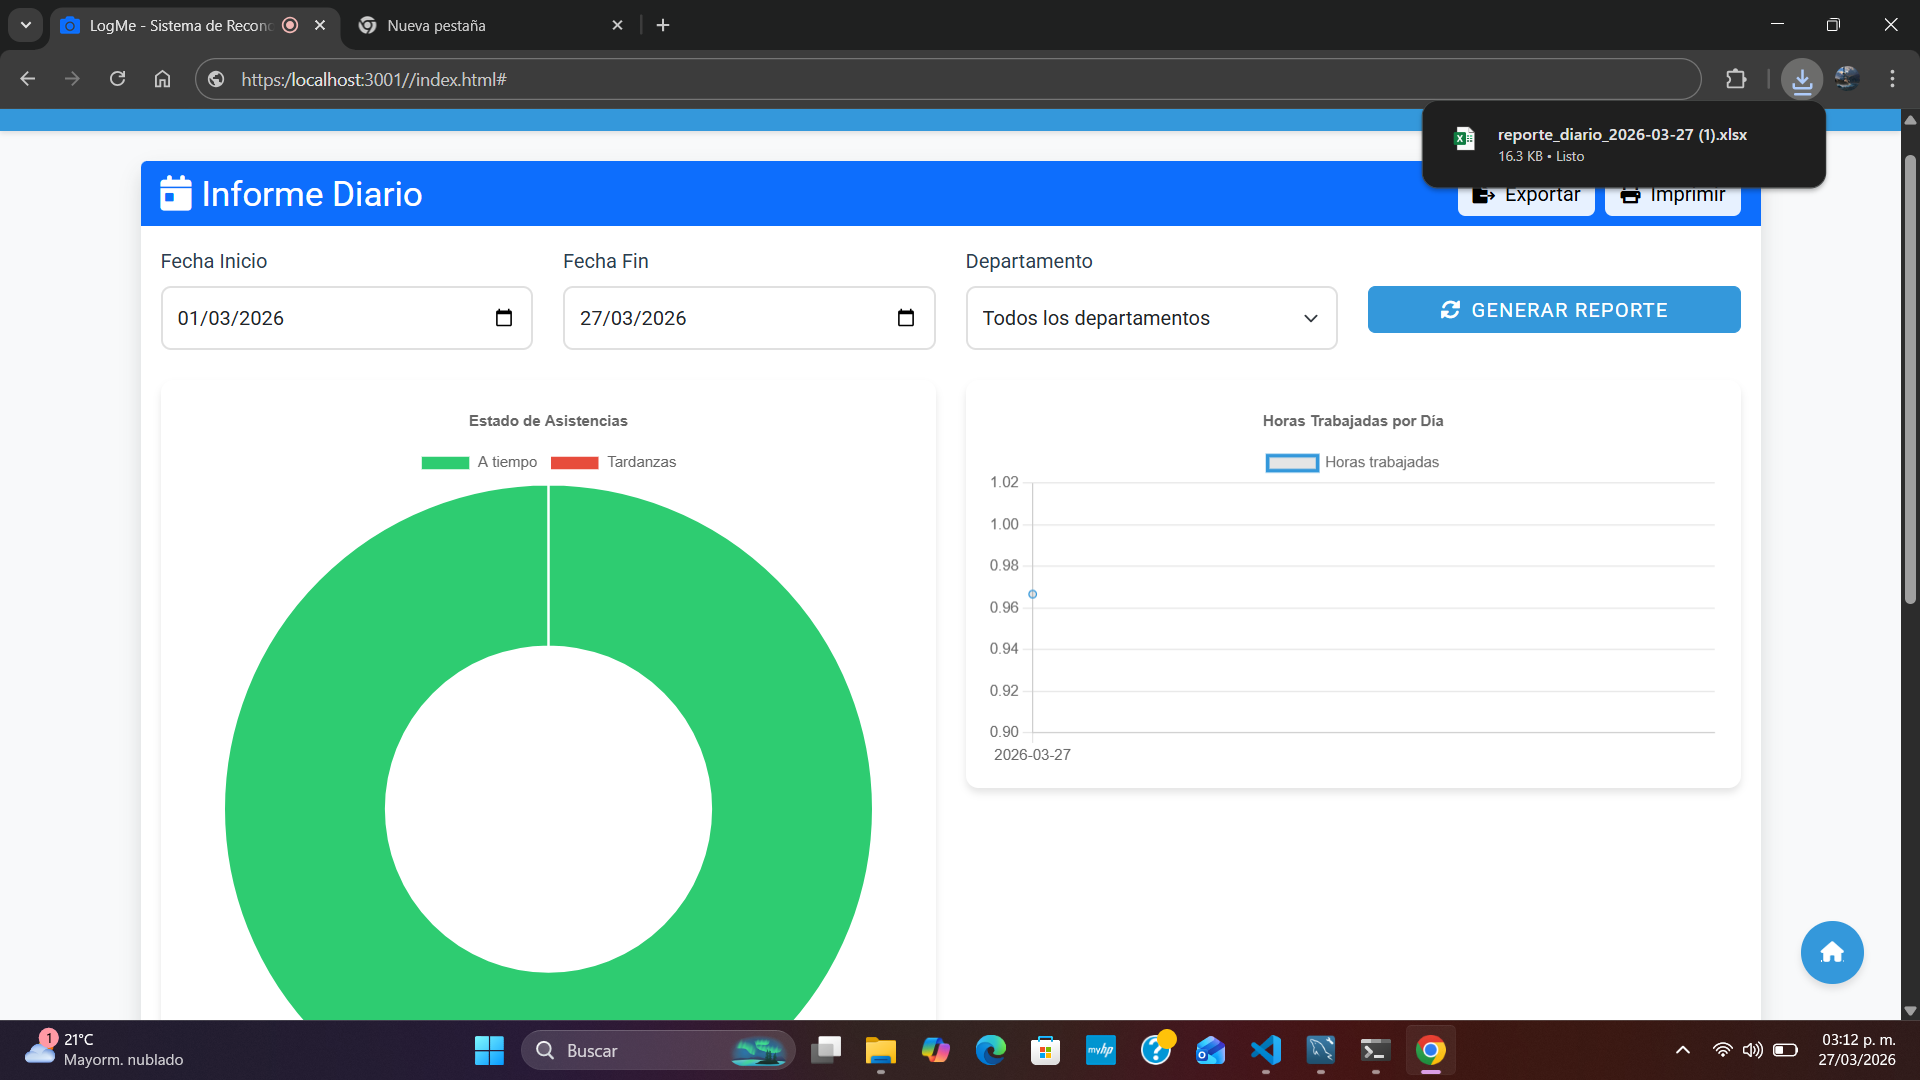 LogMe - Sistema de Recono
Nueva pestaña
https:/localhost:3001//index.html#
reporte_diario_2026-03-27 (1).xlsx
16.3 KB • Listo
Informe Diario
Exportar
Imprimir
Fecha Inicio
Fecha Fin
Departamento
01/03/2026
27/03/2026
Todos los departamentos
GENERAR REPORTE
Estado de Asistencias
A tiempo
Tardanzas
Horas Trabajadas por Día
Horas trabajadas
1.02
1.00
0.98
0.96
0.94
0.92
0.90
2026-03-27
1
21°C
Mayorm. nublado
Buscar
myhp
03:12 p. m.
27/03/2026